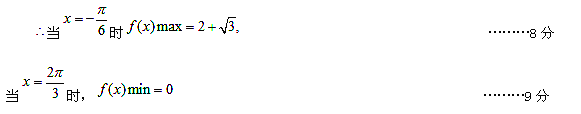 ∴当 x=-π/6 时 f(x)max=2+√3, ………8 分
当 x=2π/3 时， f(x)min=0 ………9 分